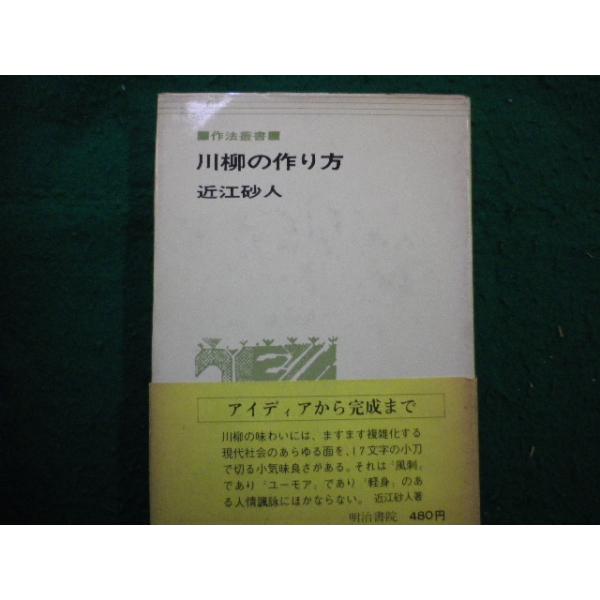 ■作法叢書■
川柳の作り方
近江砂人
アイディアから完成まで
川柳の味わいには、ますます複雑化する
現代社会のあらゆる面を、17文字の小刀
で切る小気味良さがある。それは「風刺」
であり「ユーモア」であり「軽身」のあ
る人情諷詠にほかならない。 近江砂人著
明治書院 480円